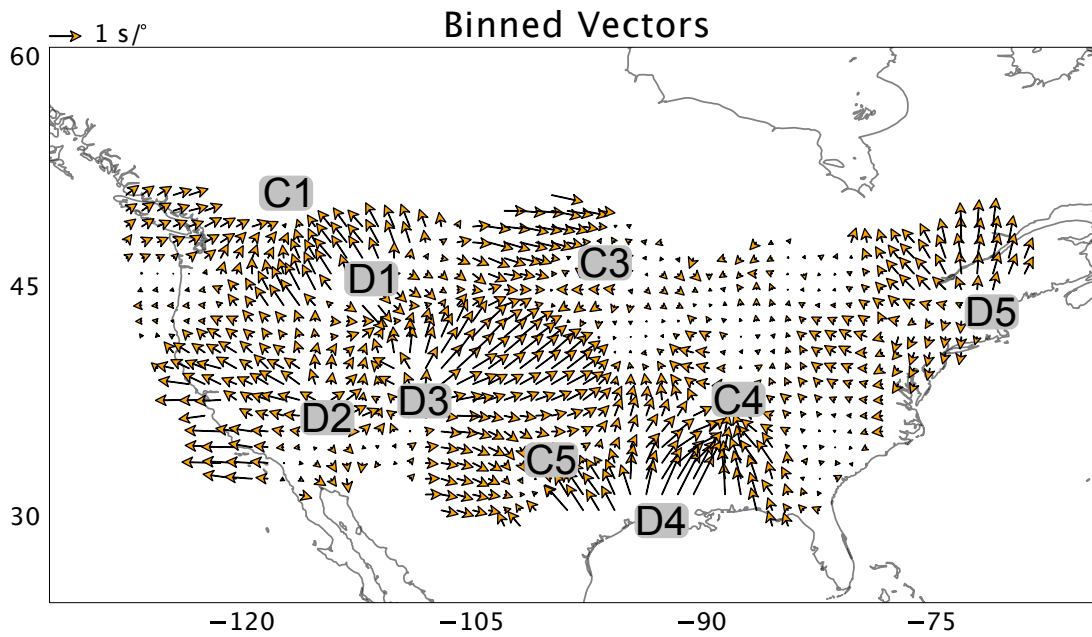 Binned Vectors
1 s/°
60
C1
C3
D1
45
D5
D2
D3
C4
C5
30
D4
−120
−105
−90
−75